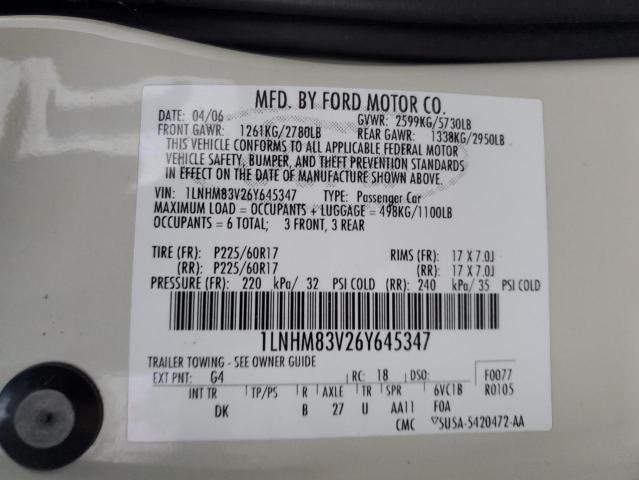 MFD. BY FORD MOTOR CO.
DATE: 04/06 GVWR: 2599KG/5730LB
FRONT GAWR: 1261KG/2780LB REAR GAWR: 1338KG/2950LB
THIS VEHICLE CONFORMS TO ALL APPLICABLE FEDERAL MOTOR
VEHICLE SAFETY, BUMPER, AND THEFT PREVENTION STANDARDS
IN EFFECT ON THE DATE OF MANUFACTURE SHOWN ABOVE.
VIN: 1LNHM83V26Y645347 TYPE: Passenger Car
MAXIMUM LOAD = OCCUPANTS + LUGGAGE = 498KG/1100LB
OCCUPANTS = 6 TOTAL; 3 FRONT, 3 REAR
TIRE (FR): P225/60R17 RIMS (FR): 17 X 7.0J
(RR): P225/60R17 (RR): 17 X 7.0J
PRESSURE (FR): 220 kPa/ 32 PSI COLD (RR): 240 kPa/ 35 PSI COLD
1LNHM83V26Y645347
TRAILER TOWING - SEE OWNER GUIDE
EXT PNT: G4 RC: 18 DSO: F0077
INT TR TP/PS R AXLE TR SPR 6VC1B R0105
DK B 27 U AA11 F0A
CMC ▽5U5A-5420472-AA